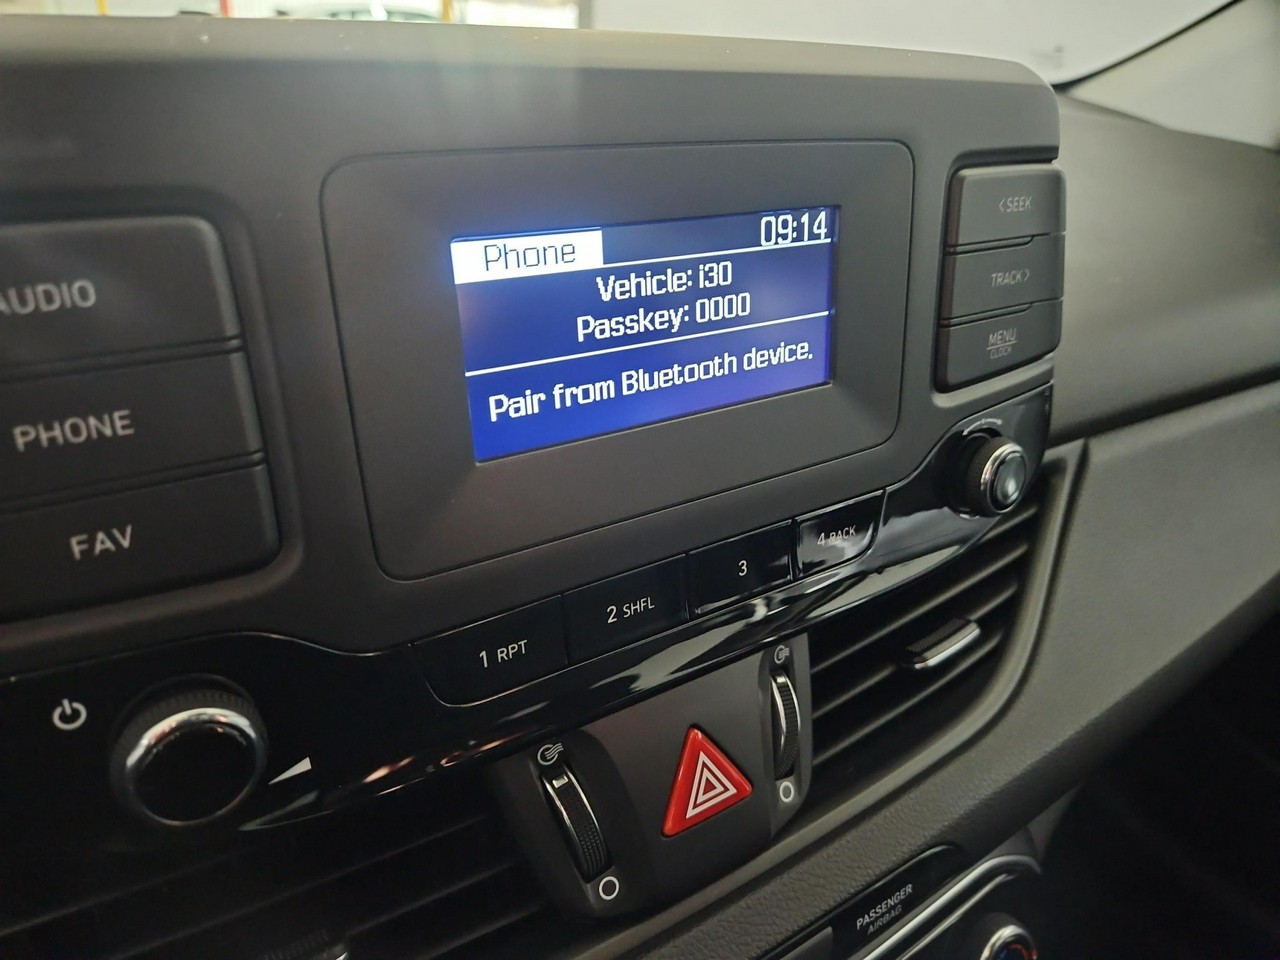 Phone 09:14
Vehicle: i30
Passkey: 0000
Pair from Bluetooth device.
AUDIO
PHONE
FAV
< SEEK
TRACK >
MENU
CLOCK
1 RPT
2 SHFL
3
4 BACK
PASSENGER
AIRBAG